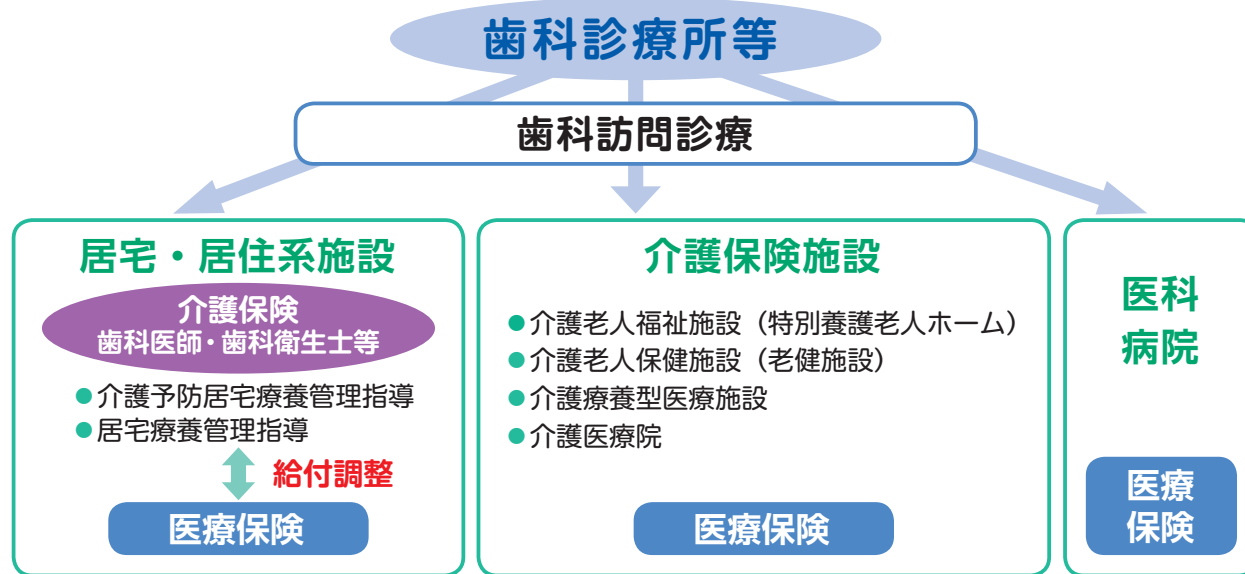 歯科診療所等
歯科訪問診療
居宅・居住系施設
介護保険
歯科医師・歯科衛生士等
●介護予防居宅療養管理指導
●居宅療養管理指導
給付調整
医療保険
介護保険施設
●介護老人福祉施設（特別養護老人ホーム）
●介護老人保健施設（老健施設）
●介護療養型医療施設
●介護医療院
医療保険
医科
病院
医療
保険